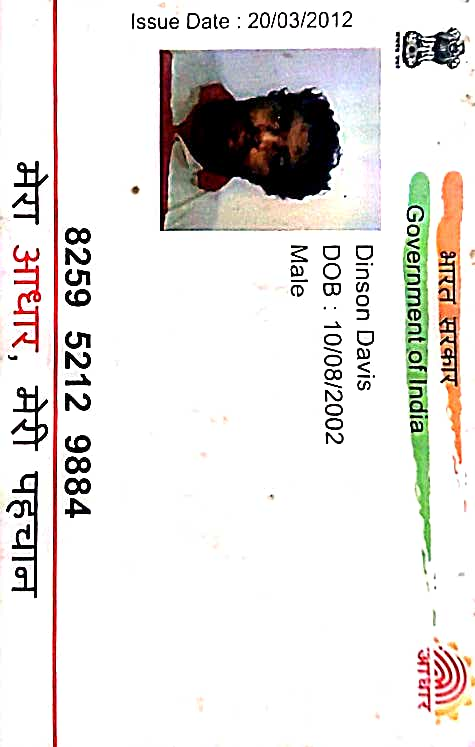 भारत सरकार
Government of India
Issue Date : 20/03/2012
Dinson Davis
DOB : 10/08/2002
Male
8259 5212 9884
मेरा आधार, मेरी पहचान
आधार